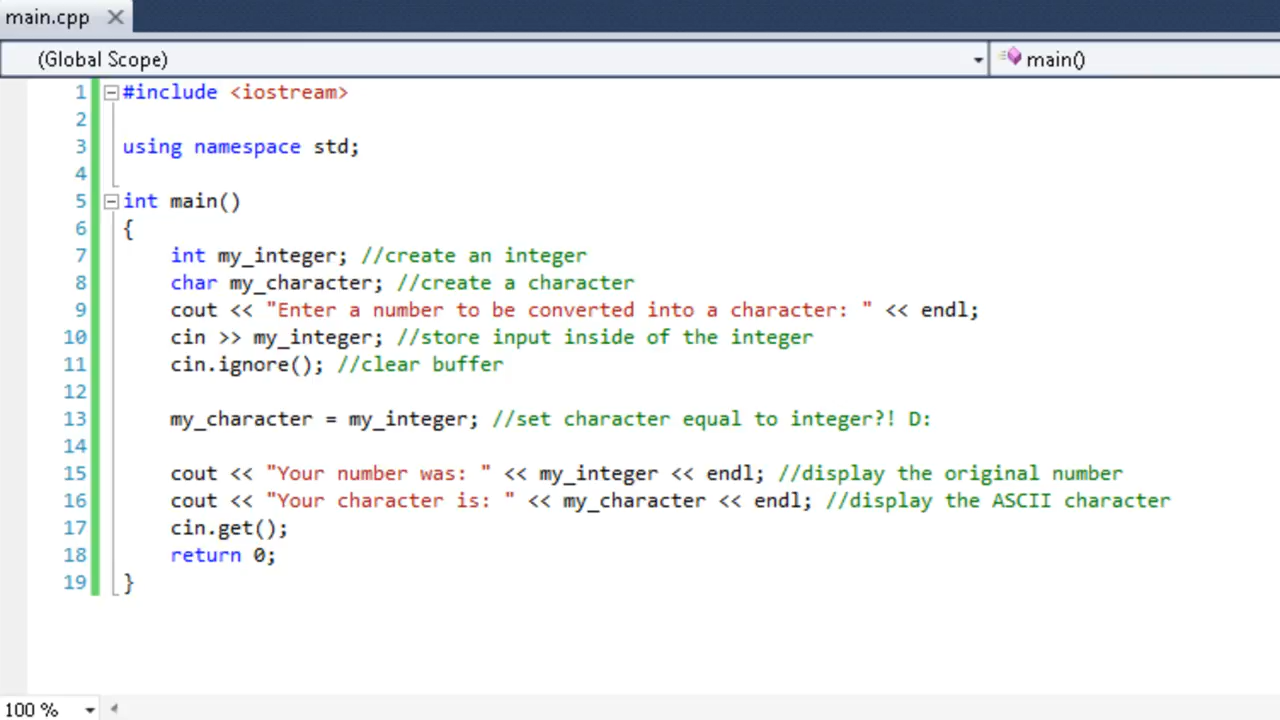 main.cpp
(Global Scope) main()
1 #include <iostream>
2
3 using namespace std;
4
5 int main()
6 {
7 int my_integer; //create an integer
8 char my_character; //create a character
9 cout << "Enter a number to be converted into a character: " << endl;
10 cin >> my_integer; //store input inside of the integer
11 cin.ignore(); //clear buffer
12
13 my_character = my_integer; //set character equal to integer?! D:
14
15 cout << "Your number was: " << my_integer << endl; //display the original number
16 cout << "Your character is: " << my_character << endl; //display the ASCII character
17 cin.get();
18 return 0;
19 }
100 %